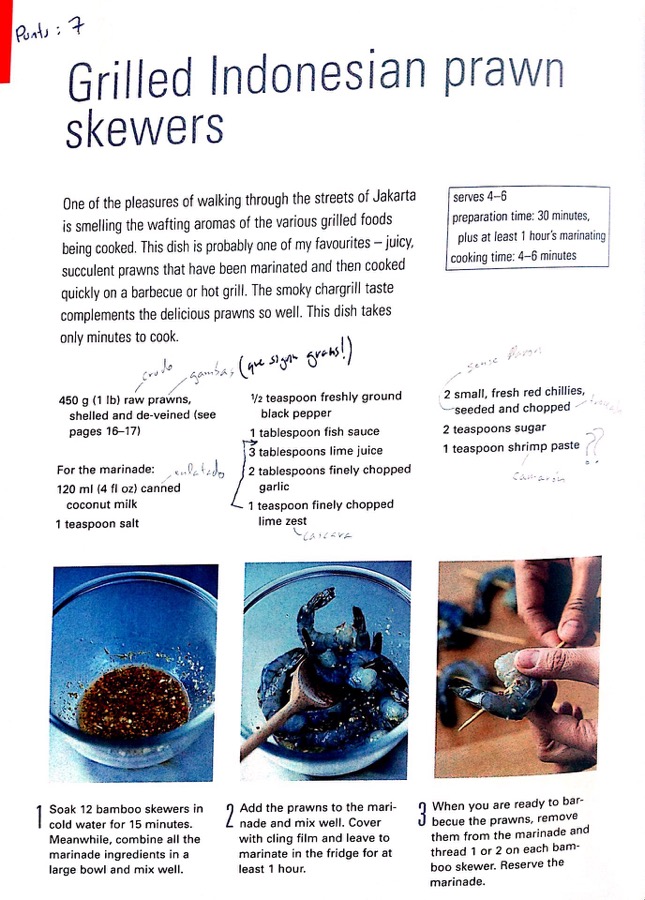 Punts: 7
Grilled Indonesian prawn
skewers
One of the pleasures of walking through the streets of Jakarta
is smelling the wafting aromas of the various grilled foods
being cooked. This dish is probably one of my favourites – juicy,
succulent prawns that have been marinated and then cooked
quickly on a barbecue or hot grill. The smoky chargrill taste
complements the delicious prawns so well. This dish takes
only minutes to cook.
serves 4–6
preparation time: 30 minutes,
plus at least 1 hour's marinating
cooking time: 4–6 minutes
crudo gambas (que siguin grans!)
450 g (1 lb) raw prawns,
shelled and de-veined (see
pages 16–17)
For the marinade:
enlatado
120 ml (4 fl oz) canned
coconut milk
1 teaspoon salt
1/2 teaspoon freshly ground
black pepper
1 tablespoon fish sauce
3 tablespoons lime juice
2 tablespoons finely chopped
garlic
1 teaspoon finely chopped
lime zest
cascara
sense
2 small, fresh red chillies,
seeded and chopped
2 teaspoons sugar
1 teaspoon shrimp paste ??
camarón
1 Soak 12 bamboo skewers in
cold water for 15 minutes.
Meanwhile, combine all the
marinade ingredients in a
large bowl and mix well.
2 Add the prawns to the mari-
nade and mix well. Cover
with cling film and leave to
marinate in the fridge for at
least 1 hour.
3 When you are ready to bar-
becue the prawns, remove
them from the marinade and
thread 1 or 2 on each bam-
boo skewer. Reserve the
marinade.